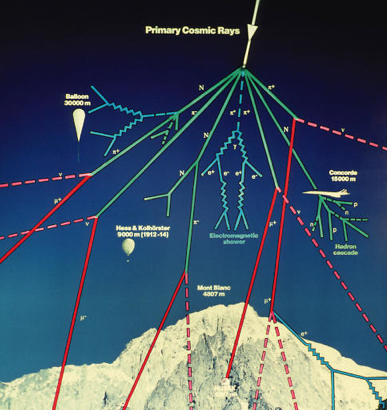 Primary Cosmic Rays
Balloon
30000 m
N
π⁻
π⁺
N
N
N
π⁺
π⁺
γ
e⁺
e⁻
e⁺
e⁻
ν
Concorde
15000 m
ν
μ⁺
ν
ν
p
n
n
p
p
Hess & Kolhörster
9000 m (1912-14)
π⁻
Electromagnetic
shower
μ⁺
Hadron
cascade
Mont Blanc
4807 m
μ⁺
μ⁻
e⁺